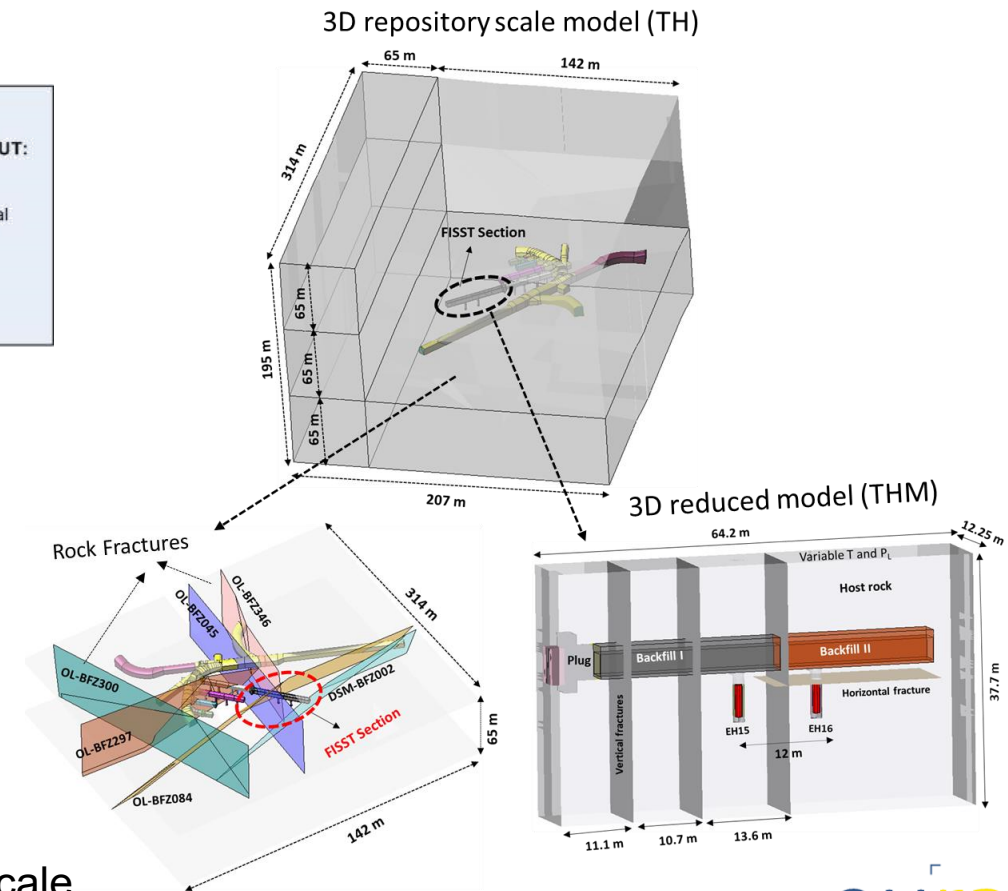 3D repository scale model (TH)
65 m
142 m
UT:
al
314 m
FISST Section
65 m
65 m
65 m
195 m
207 m
3D reduced model (THM)
64.2 m
12.25 m
Variable T and PL
Host rock
Plug
Backfill I
Backfill II
Horizontal fracture
Vertical fractures
EH15
EH16
12 m
37.7 m
11.1 m
10.7 m
13.6 m
Rock Fractures
OL-BFZ346
OL-BFZ045
314 m
OL-BFZ300
DSM-BFZ002
OL-BFZ297
FISST Section
65 m
OL-BFZ084
142 m
cale